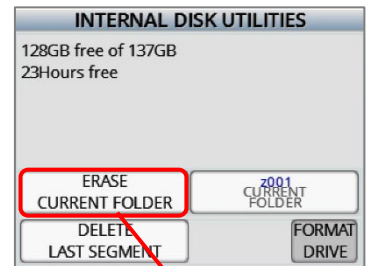 INTERNAL DISK UTILITIES
128GB free of 137GB
23Hours free
ERASE
CURRENT FOLDER
z001
CURRENT
FOLDER
DELETE
LAST SEGMENT
FORMAT
DRIVE